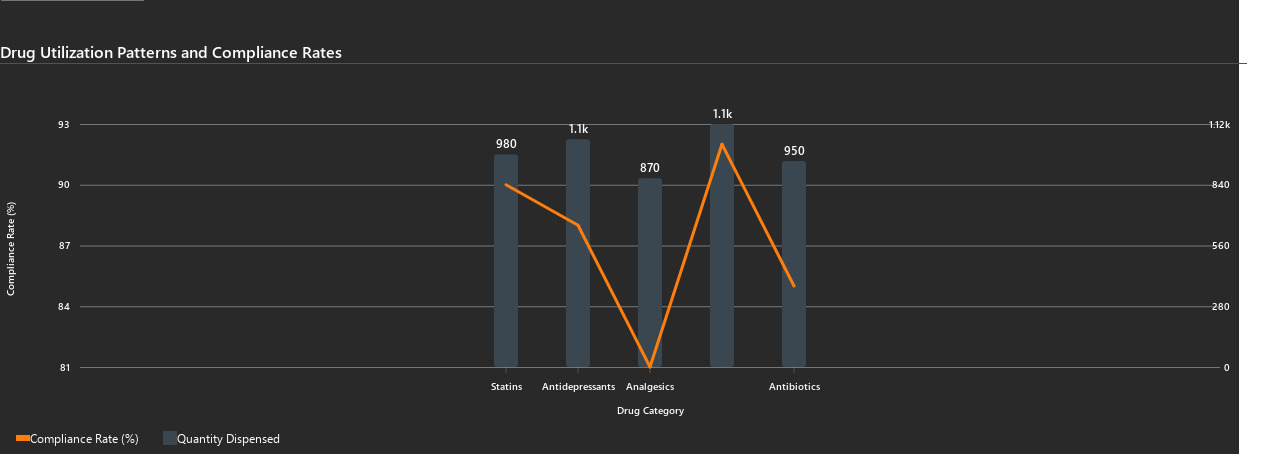 Drug Utilization Patterns and Compliance Rates
1.1k
93
1.12k
1.1k
980
950
870
90
840
Compliance Rate (%)
87
560
84
280
81
0
Statins
Antidepressants
Analgesics
Antibiotics
Drug Category
Compliance Rate (%)
Quantity Dispensed